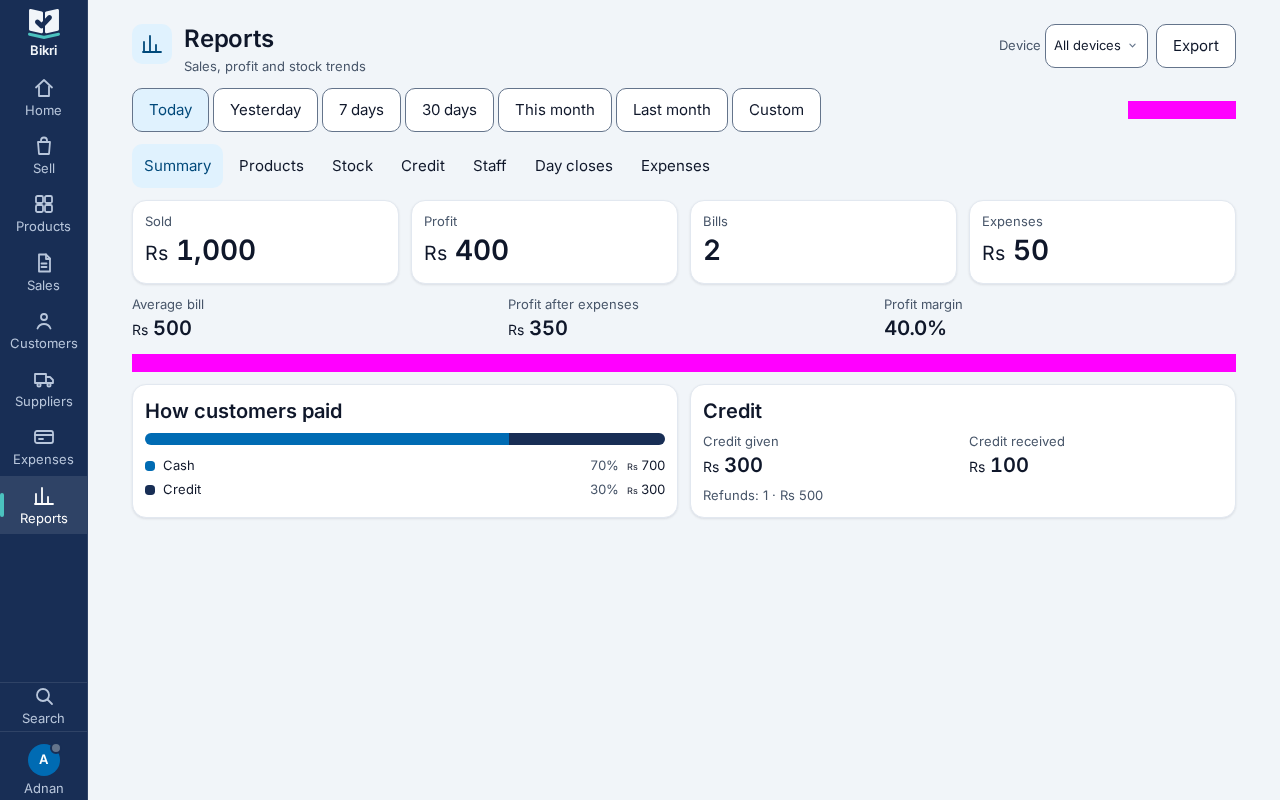 Bikri
Home
Sell
Products
Sales
Customers
Suppliers
Expenses
Reports
Search
A
Adnan
Reports
Sales, profit and stock trends
Device All devices Export
Today Yesterday 7 days 30 days This month Last month Custom
Summary Products Stock Credit Staff Day closes Expenses
Sold Profit Bills Expenses
Rs 1,000 Rs 400 2 Rs 50
Average bill Profit after expenses Profit margin
Rs 500 Rs 350 40.0%
How customers paid
Cash 70% Rs 700
Credit 30% Rs 300
Credit
Credit given Credit received
Rs 300 Rs 100
Refunds: 1 · Rs 500